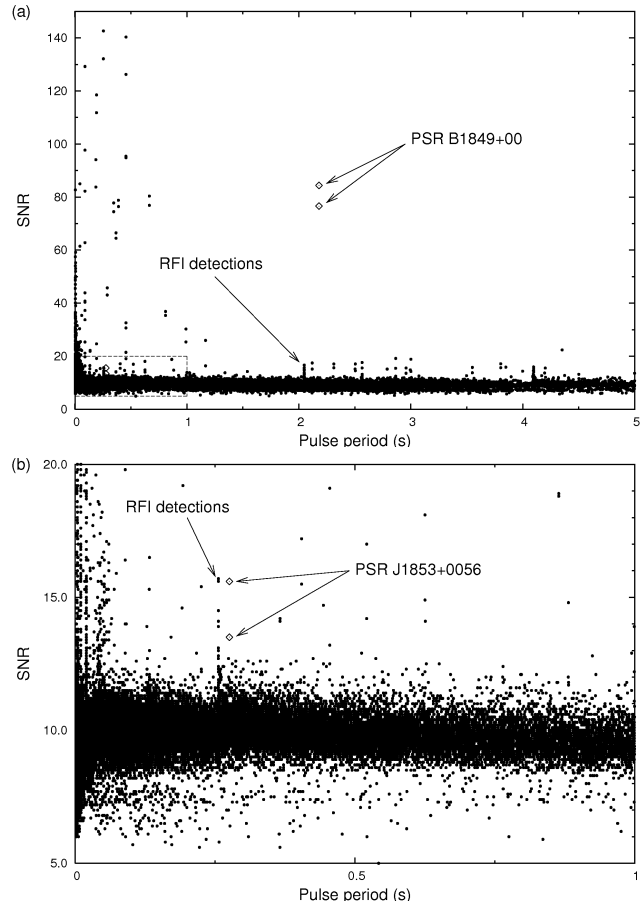 (a)
140
120
100
80
60
40
20
0
SNR
PSR B1849+00
RFI detections
0 1 2 3 4 5
Pulse period (s)
(b)
20.0
15.0
10.0
5.0
SNR
RFI detections
PSR J1853+0056
0 0.5 1
Pulse period (s)